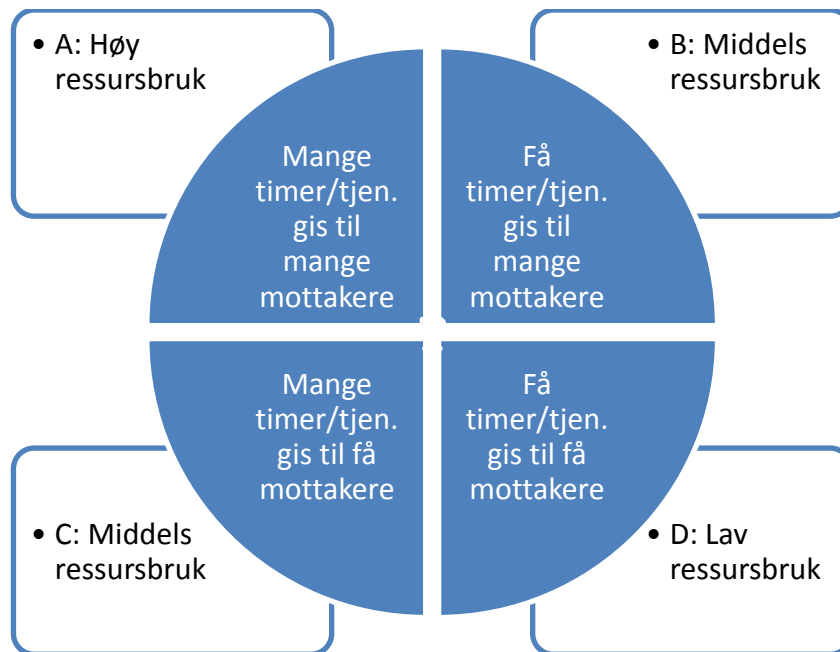 • A: Høy
ressursbruk
• B: Middels
ressursbruk
Mange
timer/tjen.
gis til
mange
mottakere
Få
timer/tjen.
gis til
mange
mottakere
Mange
timer/tjen.
gis til få
mottakere
Få
timer/tjen.
gis til få
mottakere
• C: Middels
ressursbruk
• D: Lav
ressursbruk